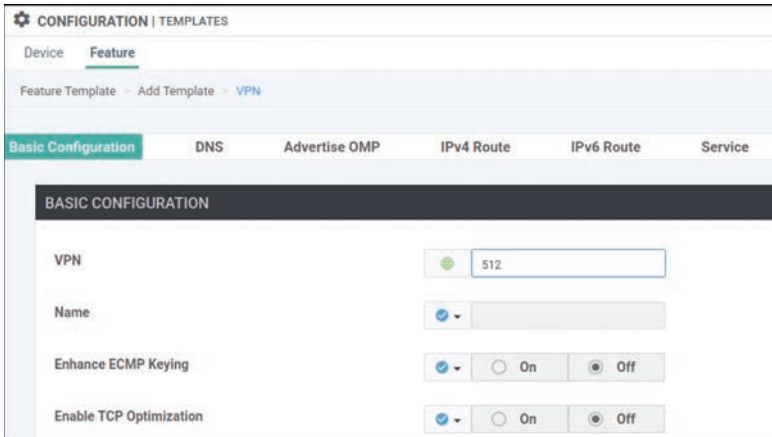 CONFIGURATION | TEMPLATES
Device Feature
Feature Template > Add Template > VPN
Basic Configuration DNS Advertise OMP IPv4 Route IPv6 Route Service
BASIC CONFIGURATION
VPN 512
Name
Enhance ECMP Keying On Off
Enable TCP Optimization On Off